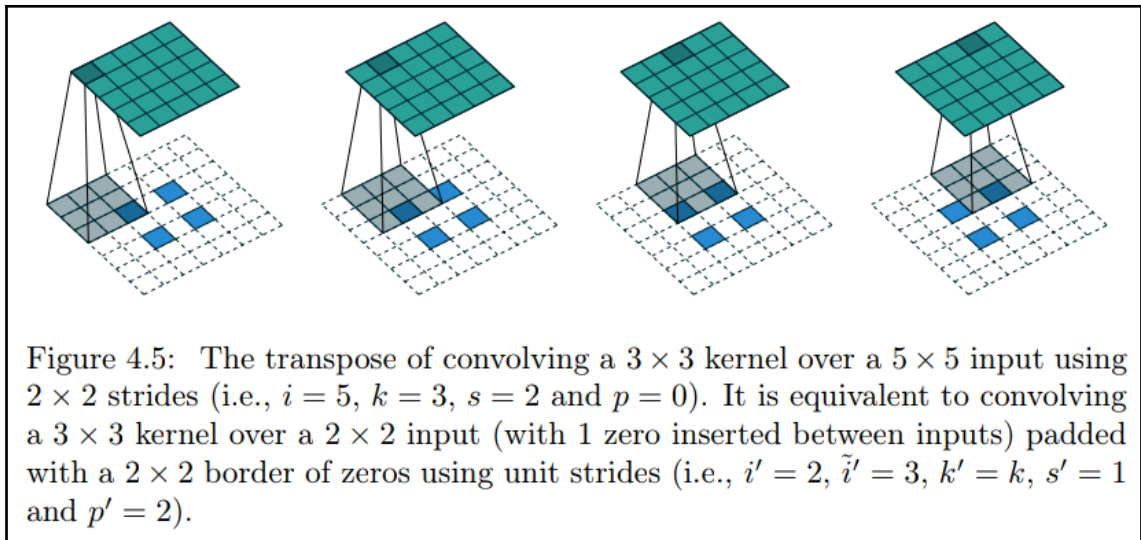 Figure 4.5: The transpose of convolving a 3 × 3 kernel over a 5 × 5 input using
2 × 2 strides (i.e., i = 5, k = 3, s = 2 and p = 0). It is equivalent to convolving
a 3 × 3 kernel over a 2 × 2 input (with 1 zero inserted between inputs) padded
with a 2 × 2 border of zeros using unit strides (i.e., i′ = 2, ĩ′ = 3, k′ = k, s′ = 1
and p′ = 2).